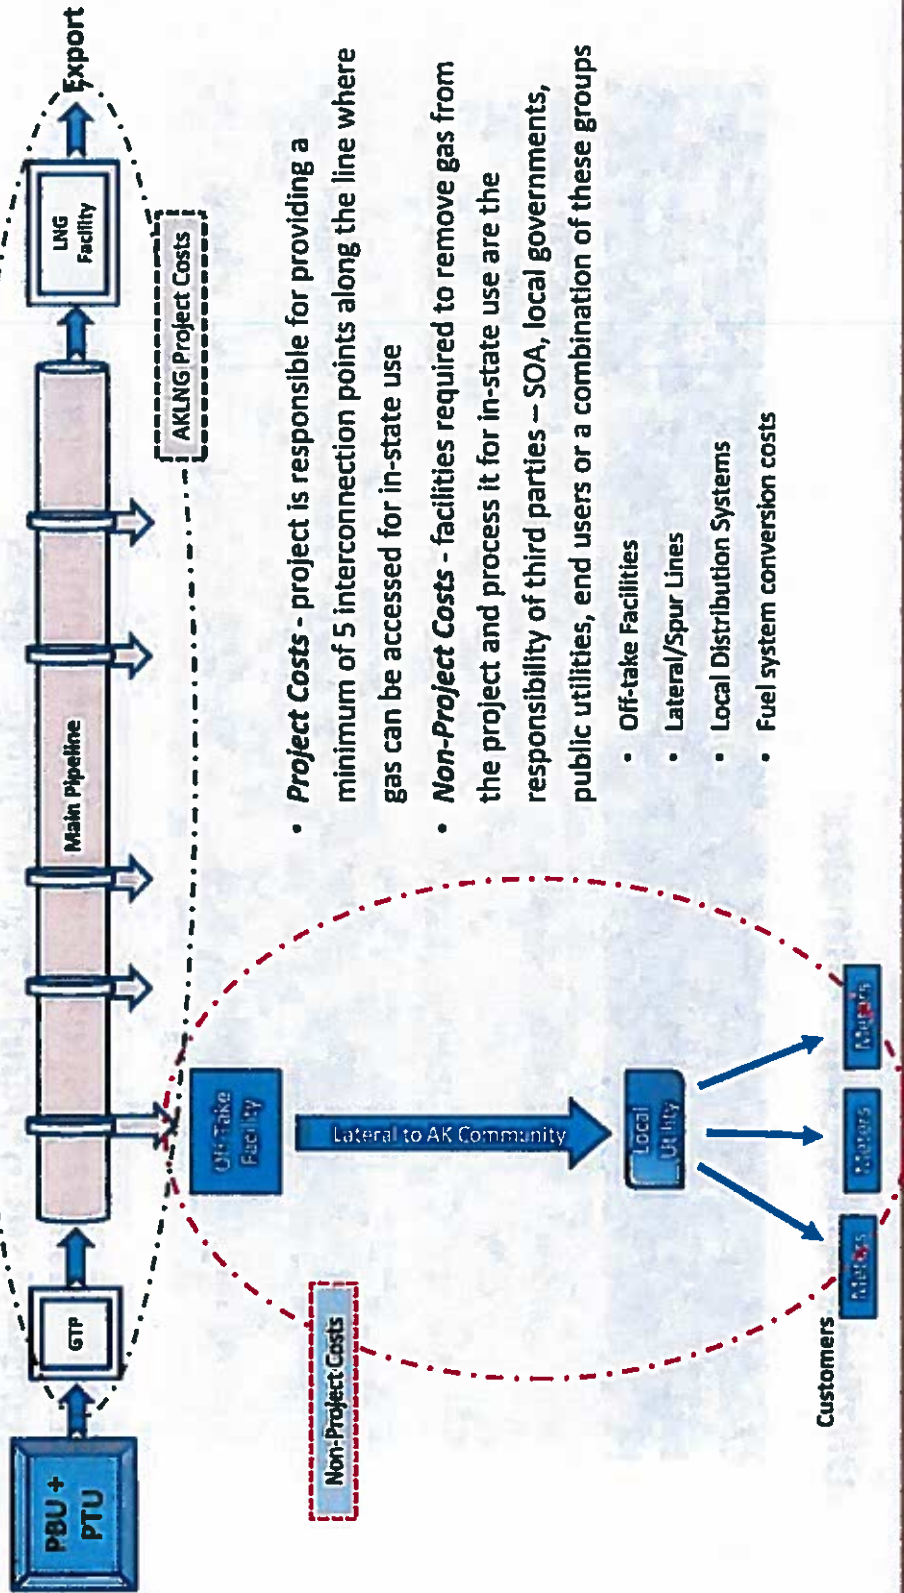 PBU +
PTU
GTP
Main Pipeline
LNG
Facility
Export
AKLNG Project Costs
Non-Project Costs
Off-Take
Facility
Lateral to AK Community
Local
Utility
Customers
Meters
Meters
Meters
• Project Costs - project is responsible for providing a
minimum of 5 interconnection points along the line where
gas can be accessed for in-state use
• Non-Project Costs - facilities required to remove gas from
the project and process it for in-state use are the
responsibility of third parties – SOA, local governments,
public utilities, end users or a combination of these groups
• Off-take Facilities
• Lateral/Spur Lines
• Local Distribution Systems
• Fuel system conversion costs